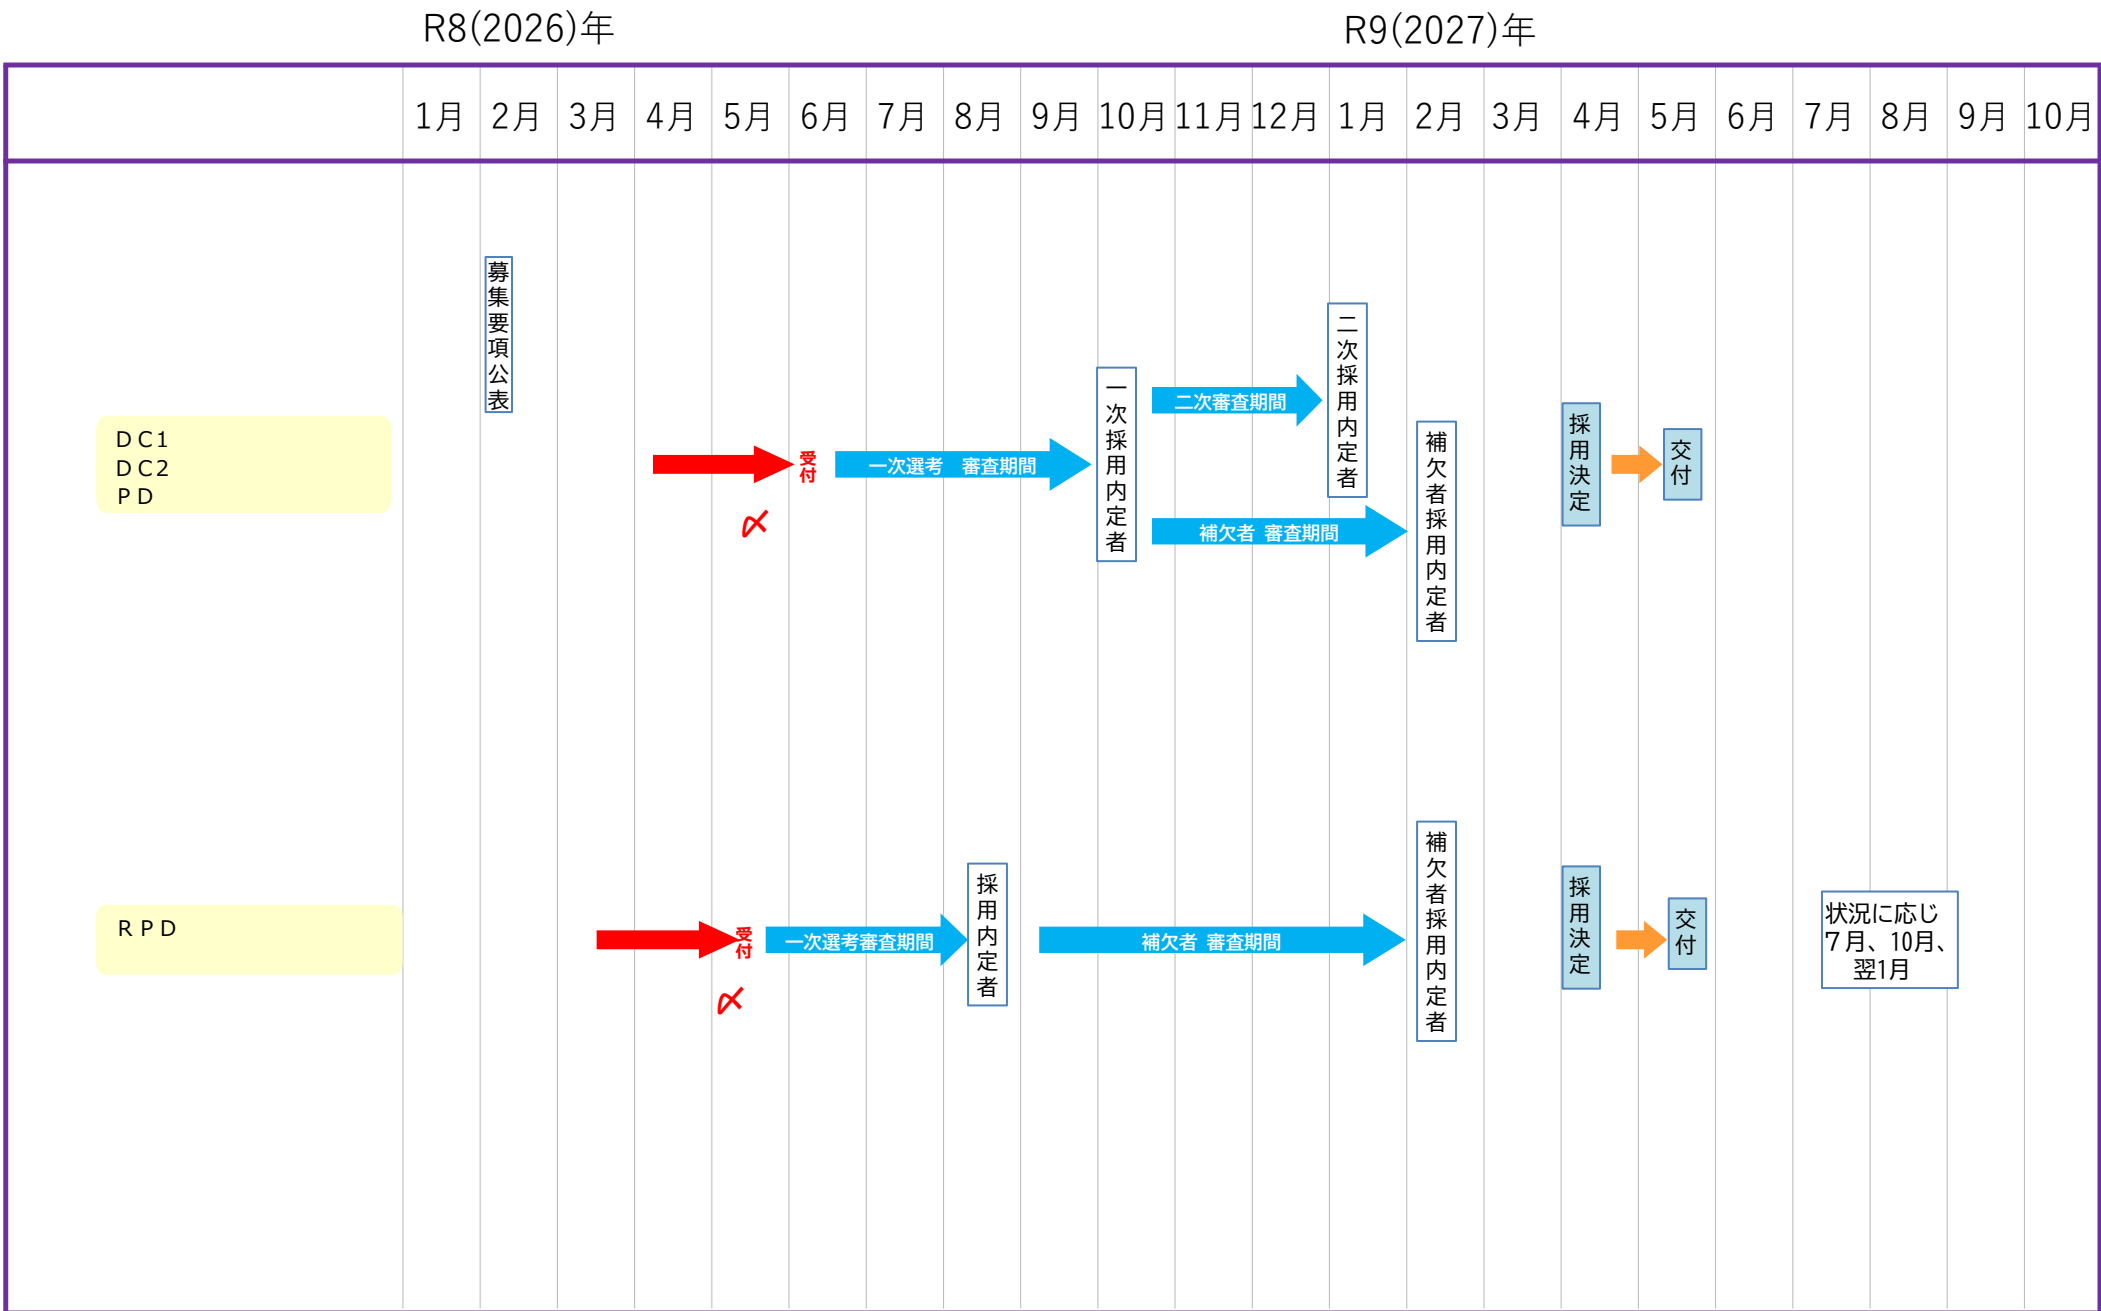 R8(2026)年
R9(2027)年
1月 2月 3月 4月 5月 6月 7月 8月 9月 10月 11月 12月 1月 2月 3月 4月 5月 6月 7月 8月 9月 10月
募集要項公表
ＤＣ1
ＤＣ2
ＰＤ
受付
〆
一次選考　審査期間
一次採用内定者
二次審査期間
二次採用内定者
補欠者 審査期間
補欠者採用内定者
採用決定
交付
ＲＰＤ
受付
〆
一次選考審査期間
採用内定者
補欠者 審査期間
補欠者採用内定者
採用決定
交付
状況に応じ
７月、10月、
翌1月